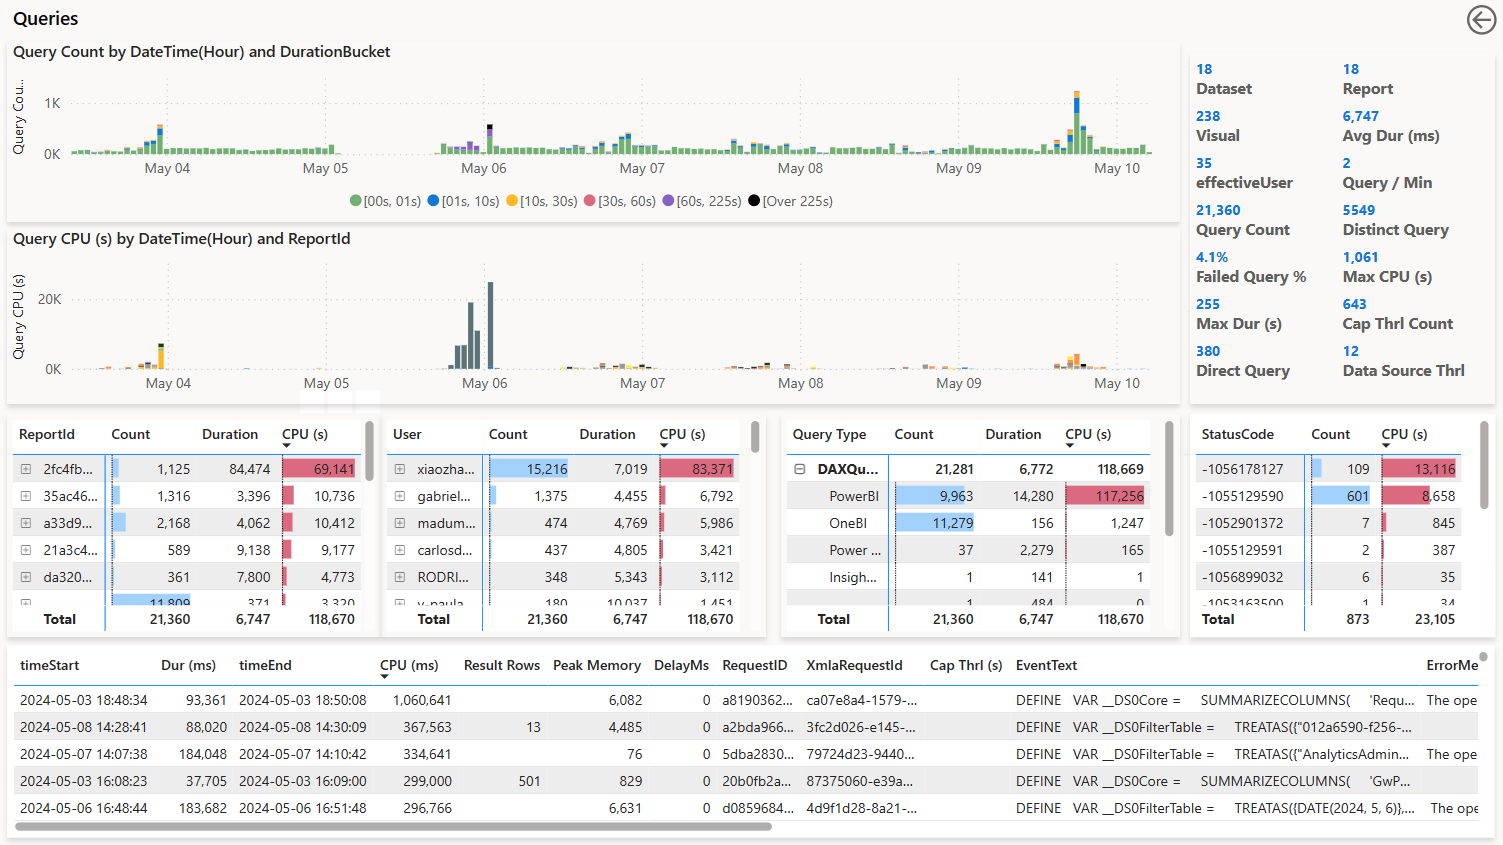 Queries
Query Count by DateTime(Hour) and DurationBucket
Query Cou...
1K
0K
May 04 May 05 May 06 May 07 May 08 May 09 May 10
[00s, 01s) [01s, 10s) [10s, 30s) [30s, 60s) [60s, 225s) [Over 225s)
Query CPU (s) by DateTime(Hour) and ReportId
Query CPU (s)
20K
0K
May 04 May 05 May 06 May 07 May 08 May 09 May 10
18 18
Dataset Report
238 6,747
Visual Avg Dur (ms)
35 2
effectiveUser Query / Min
21,360 5549
Query Count Distinct Query
4.1% 1,061
Failed Query % Max CPU (s)
255 643
Max Dur (s) Cap Thrl Count
380 12
Direct Query Data Source Thrl
ReportId Count Duration CPU (s)
2fc4fb... 1,125 84,474 69,141
35ac46... 1,316 3,396 10,736
a33d9... 2,168 4,062 10,412
21a3c4... 589 9,138 9,177
da320... 361 7,800 4,773
11,809 371 3,320
Total 21,360 6,747 118,670
User Count Duration CPU (s)
xiaozha... 15,216 7,019 83,371
gabriel... 1,375 4,455 6,792
madum... 474 4,769 5,986
carlosd... 437 4,805 3,421
RODRI... 348 5,343 3,112
v-paula 180 10,037 1,451
Total 21,360 6,747 118,670
Query Type Count Duration CPU (s)
DAXQu... 21,281 6,772 118,669
PowerBI 9,963 14,280 117,256
OneBI 11,279 156 1,247
Power ... 37 2,279 165
Insigh... 1 141 1
1 484 0
Total 21,360 6,747 118,670
StatusCode Count CPU (s)
-1056178127 109 13,116
-1055129590 601 8,658
-1052901372 7 845
-1055129591 2 387
-1056899032 6 35
-1053163500 1 34
Total 873 23,105
timeStart Dur (ms) timeEnd CPU (ms) Result Rows Peak Memory DelayMs RequestID XmlaRequestId Cap Thrl (s) EventText ErrorMe
2024-05-03 18:48:34 93,361 2024-05-03 18:50:08 1,060,641 6,082 0 a8190362... ca07e8a4-1579-... DEFINE VAR __DS0Core = SUMMARIZECOLUMNS( 'Requ... The ope
2024-05-08 14:28:41 88,020 2024-05-08 14:30:09 367,563 13 4,485 0 a2bda966... 3fc2d026-e145-... DEFINE VAR __DS0FilterTable = TREATAS({"012a6590-f256-...
2024-05-07 14:07:38 184,048 2024-05-07 14:10:42 334,641 76 0 5dba2830... 79724d23-9440... DEFINE VAR __DS0FilterTable = TREATAS({"AnalyticsAdmin... The ope
2024-05-03 16:08:23 37,705 2024-05-03 16:09:00 299,000 501 829 0 20b0fb2a... 87375060-e39a... DEFINE VAR __DS0Core = SUMMARIZECOLUMNS( 'GwP...
2024-05-06 16:48:44 183,682 2024-05-06 16:51:48 296,766 6,631 0 d0859684... 4d9f1d28-8a21-... DEFINE VAR __DS0FilterTable = TREATAS({DATE(2024, 5, 6)},... The ope